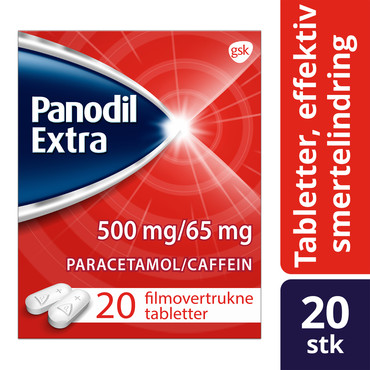 gsk
Panodil
Extra
500 mg/65 mg
PARACETAMOL/CAFFEIN
20 filmovertrukne
tabletter
Tabletter, effektiv
smertelindring
20
stk